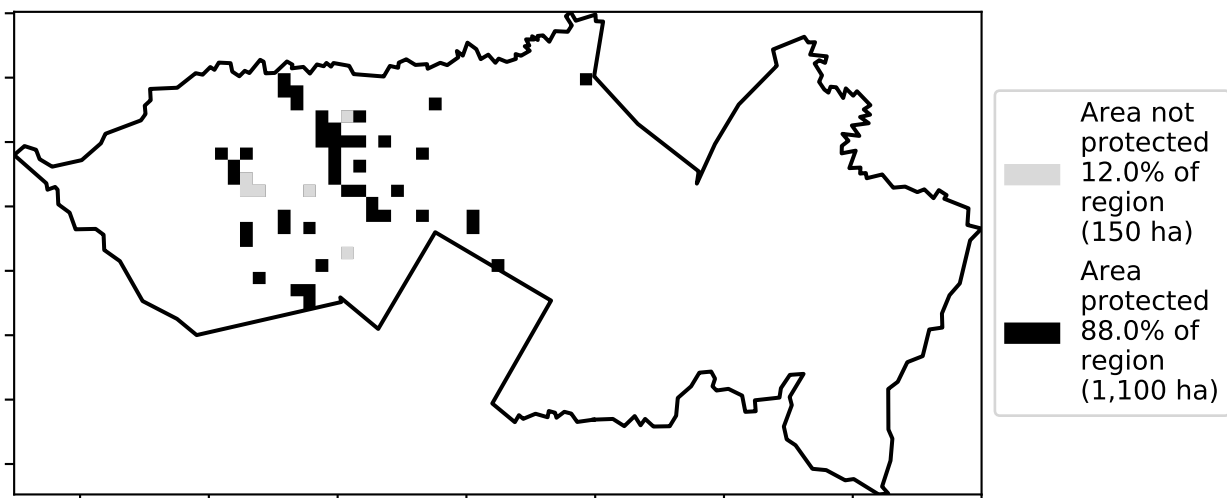 Area not
protected
12.0% of
region
(150 ha)
Area
protected
88.0% of
region
(1,100 ha)